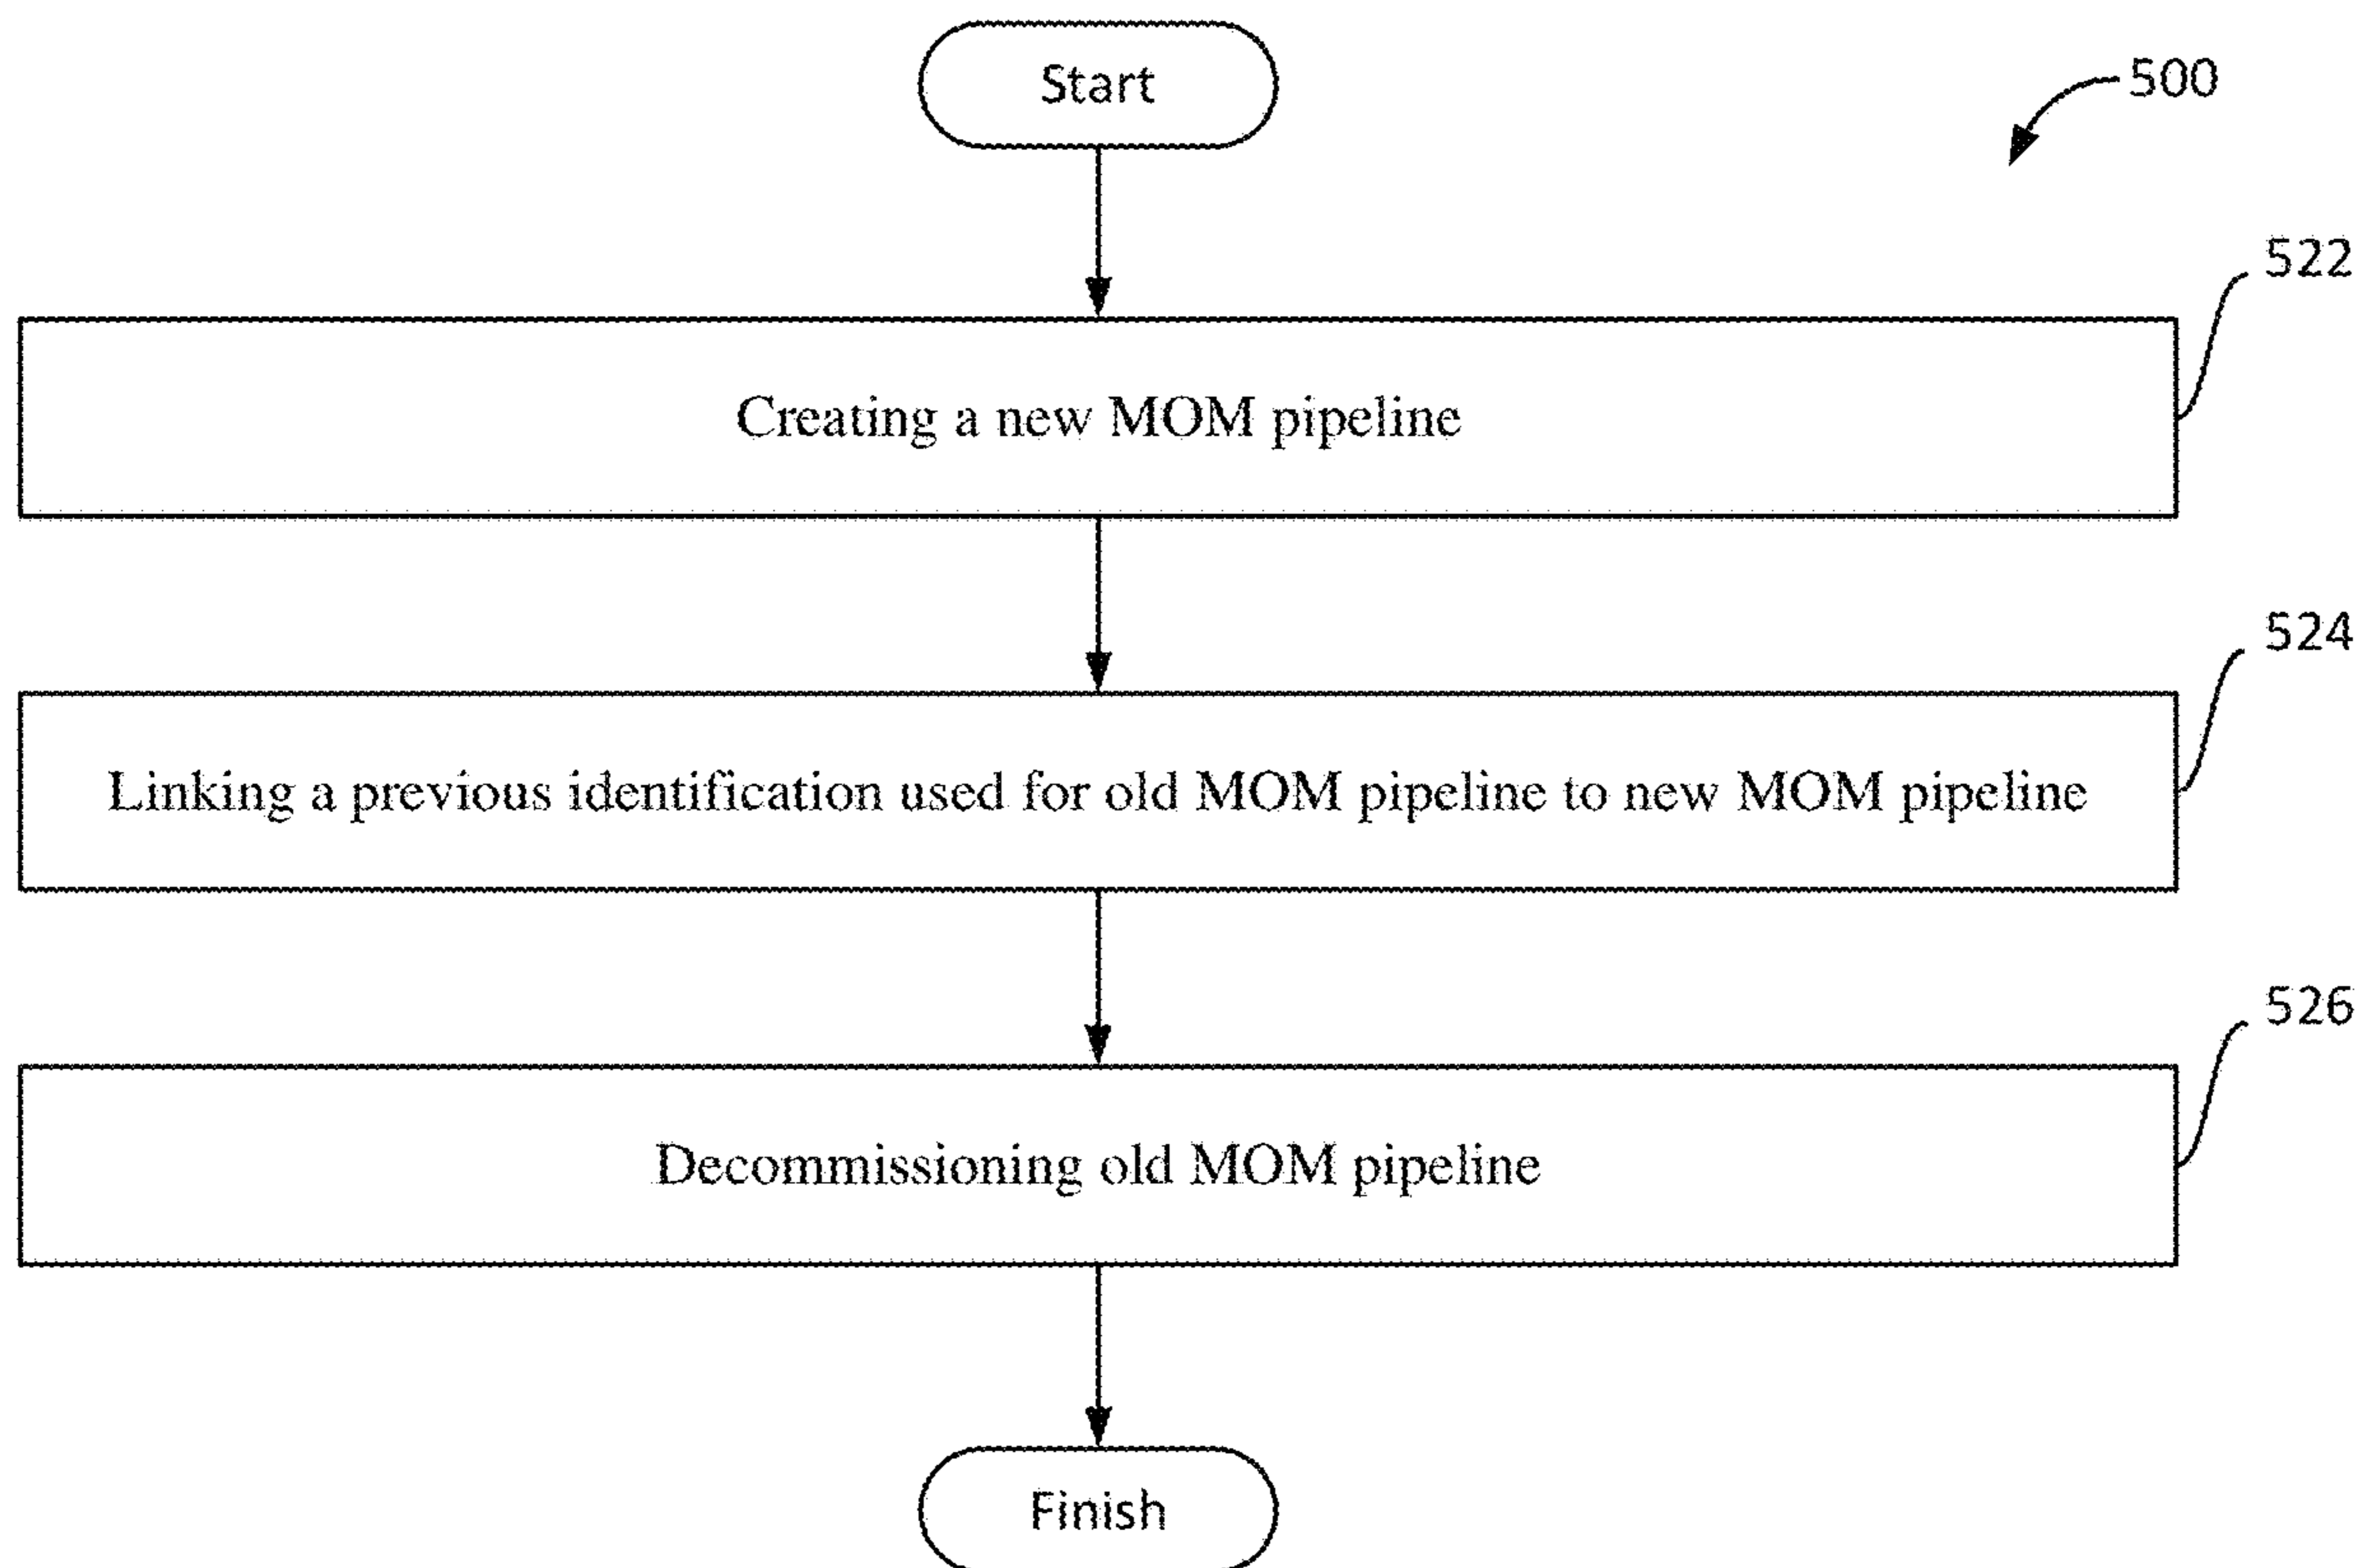 Start
500
522
Creating a new MOM pipeline
524
Linking a previous identification used for old MOM pipeline to new MOM pipeline
526
Decommissioning old MOM pipeline
Finish